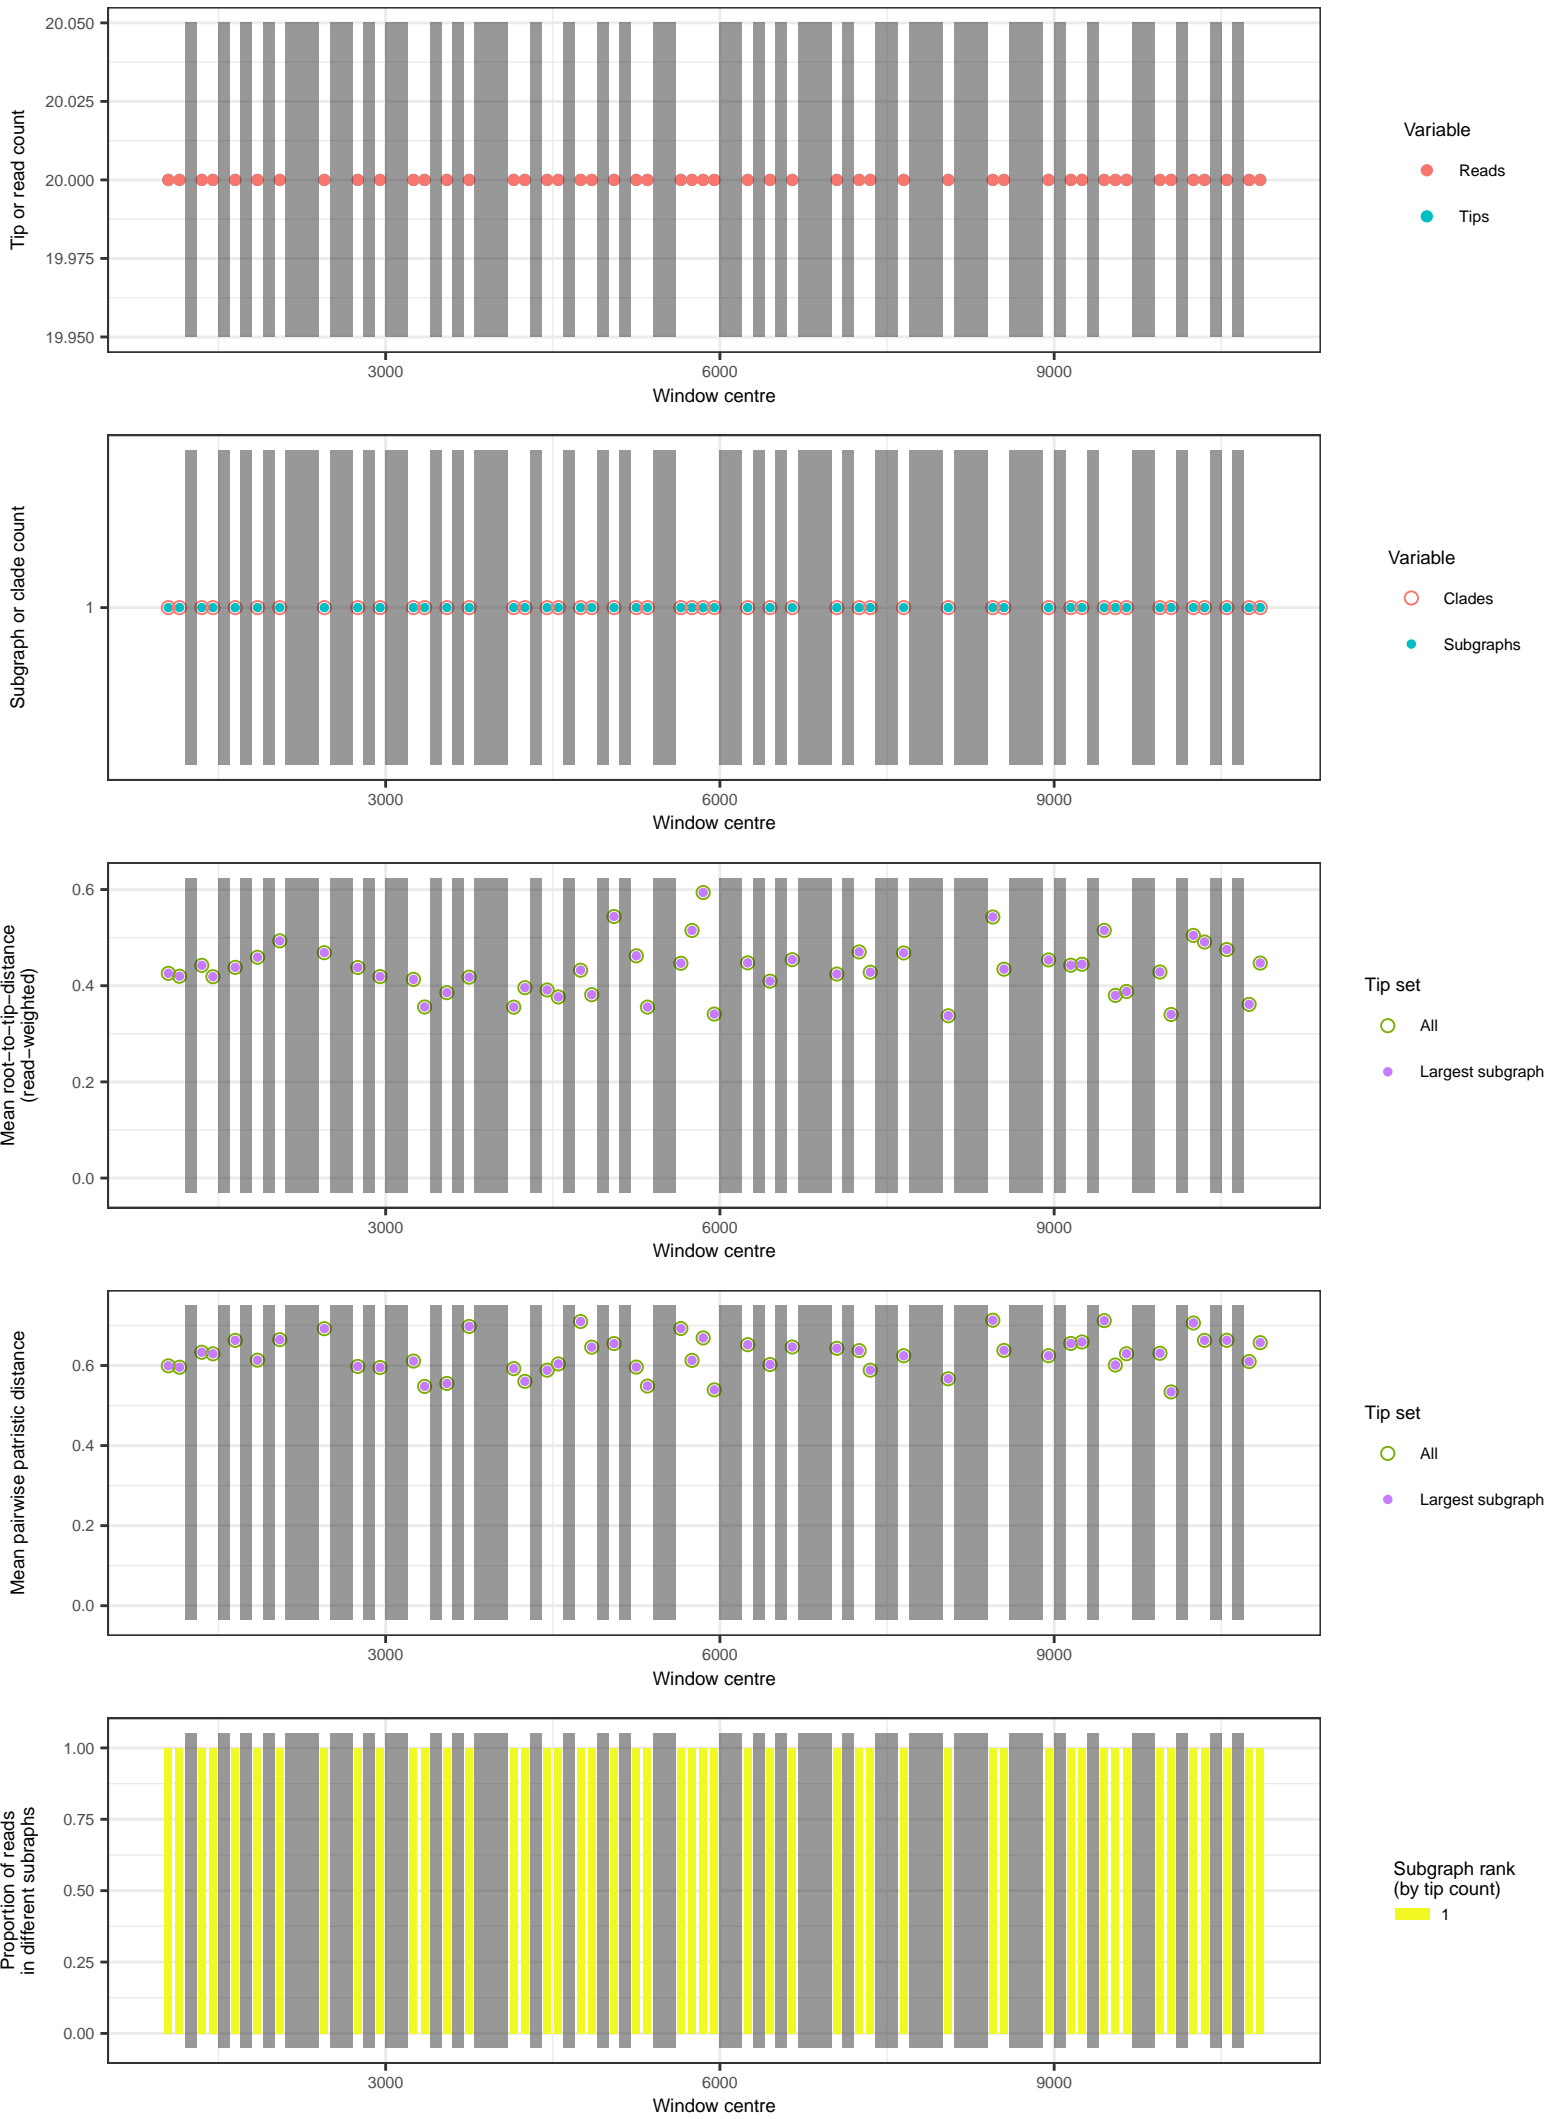 20.050
20.025
20.000
19.975
19.950
Tip or read count
3000
6000
9000
Window centre
Variable
Reads
Tips
1
Subgraph or clade count
3000
6000
9000
Window centre
Variable
Clades
Subgraphs
0.6
0.4
0.2
0.0
Mean root−to−tip−distance
(read−weighted)
3000
6000
9000
Window centre
Tip set
All
Largest subgraph
0.6
0.4
0.2
0.0
Mean pairwise patristic distance
3000
6000
9000
Window centre
Tip set
All
Largest subgraph
1.00
0.75
0.50
0.25
0.00
Proportion of reads
in different subraphs
3000
6000
9000
Window centre
Subgraph rank
(by tip count)
1